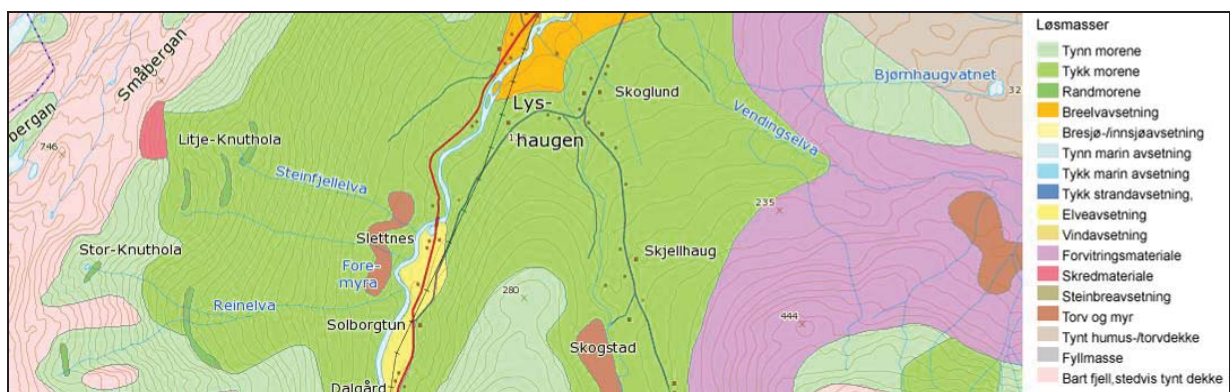 bergan
Småbergan
746
Litje-Knuthola
Steinfjellelva
Stor-Knuthola
Slettnes
Fore-
myra
Reinelva
Solborgtun
Dalgård
Lys-
haugen
Skoglund
Vendingselva
Bjørnhaugvatnet
32
235
Skjellhaug
280
444
Skogstad
Løsmasser
Tynn morene
Tykk morene
Randmorene
Breelvavsetning
Bresjø-/innsjøavsetning
Tynn marin avsetning
Tykk marin avsetning
Tykk strandavsetning,
Elveavsetning
Vindavsetning
Forvitringsmateriale
Skredmateriale
Steinbreavsetning
Torv og myr
Tynt humus-/torvdekke
Fyllmasse
Bart fjell,stedvis tynt dekke